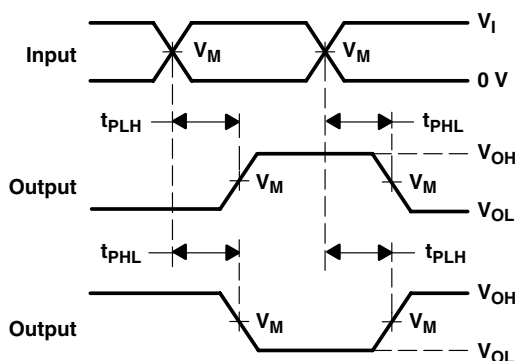 V_I
Input
V_M
V_M
0 V
t_PLH
t_PHL
V_OH
Output
V_M
V_M
V_OL
t_PHL
t_PLH
V_OH
Output
V_M
V_M
V_OL